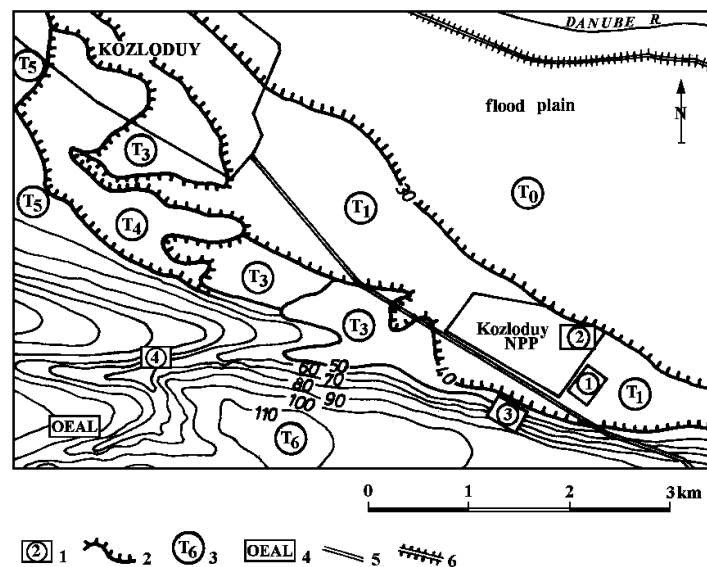 DANUBE R.
KOZLODUY
T5
flood plain
N
T3
T0
30
T5
T1
T4
T3
T3
Kozloduy
NPP
2
40
1
T1
4
60 50
80 70
100 90
110
3
OEAL
T6
0 1 2 3 km
2 1 2 T6 3 OEAL 4 5 6